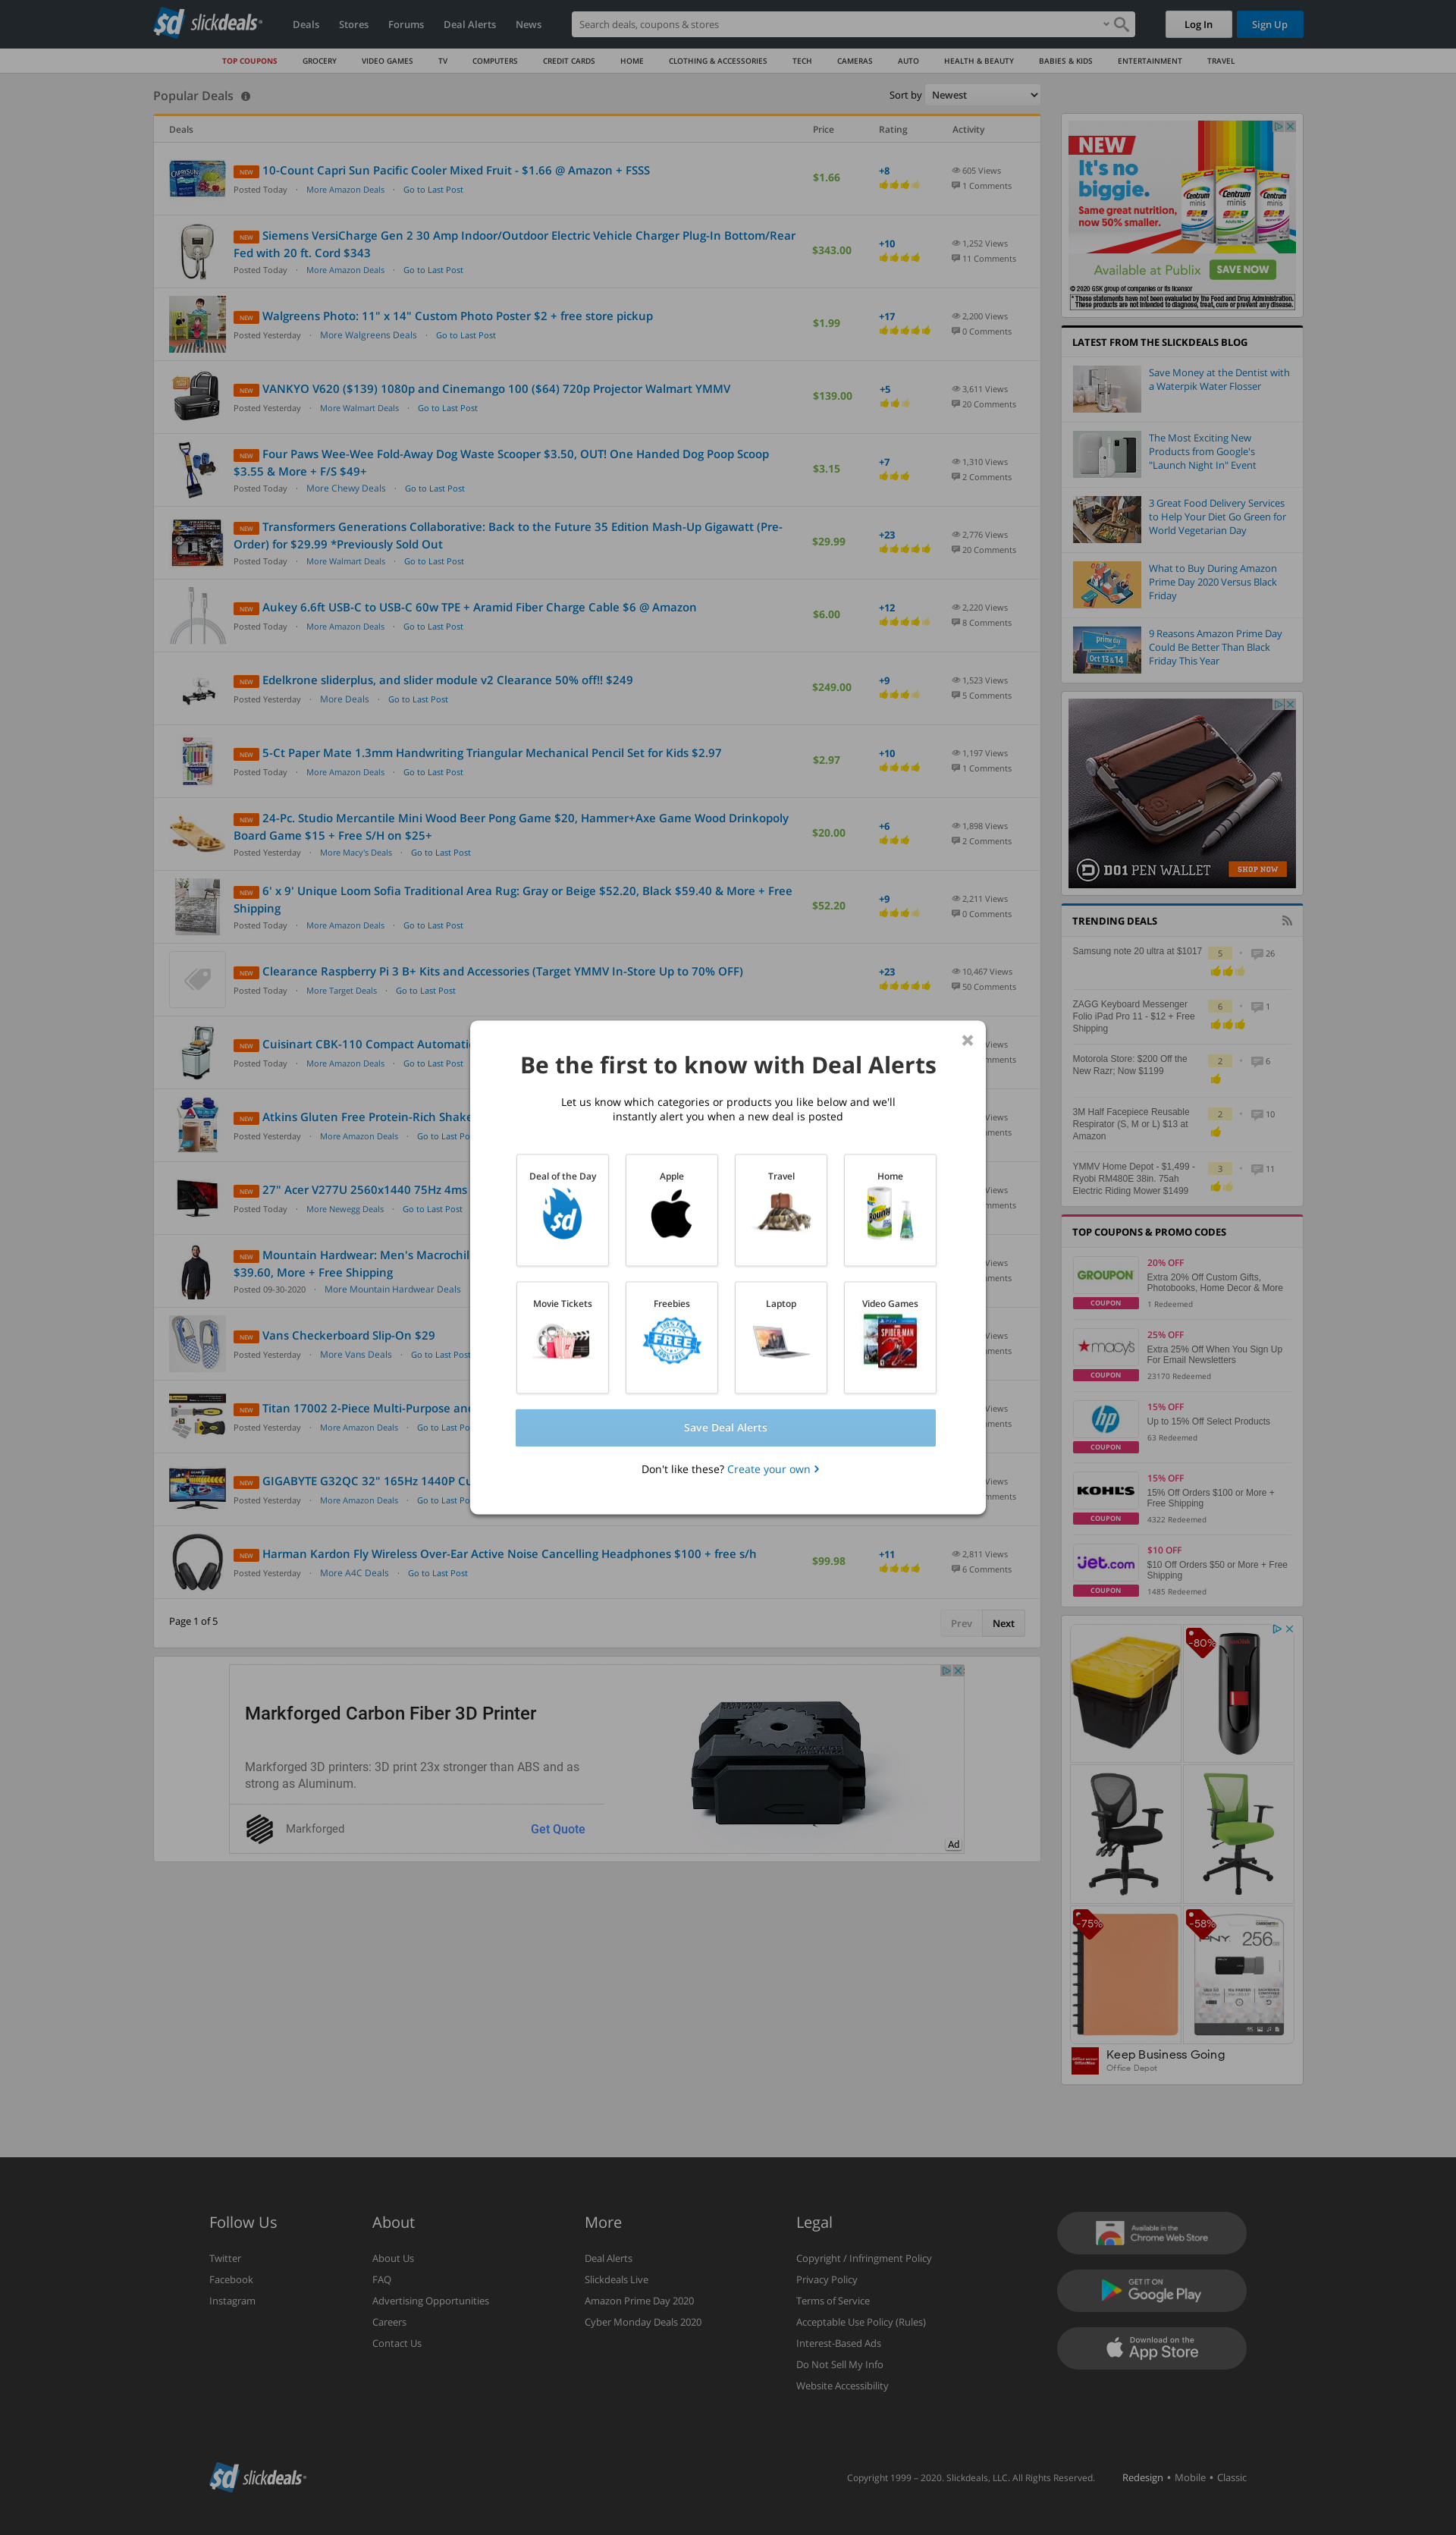 slickdeals
Deals Stores Forums Deal Alerts News
Search deals, coupons & stores
Log In Sign Up
TOP COUPONS GROCERY VIDEO GAMES TV COMPUTERS CREDIT CARDS HOME CLOTHING & ACCESSORIES TECH CAMERAS AUTO HEALTH & BEAUTY BABIES & KIDS ENTERTAINMENT TRAVEL
Popular Deals
Sort by Newest
Deals Price Rating Activity
NEW 10-Count Capri Sun Pacific Cooler Mixed Fruit - $1.66 @ Amazon + FSSS
Posted Today · More Amazon Deals · Go to Last Post
$1.66 +8 605 Views
1 Comments
NEW Siemens VersiCharge Gen 2 30 Amp Indoor/Outdoor Electric Vehicle Charger Plug-In Bottom/Rear
Fed with 20 ft. Cord $343
Posted Today · More Amazon Deals · Go to Last Post
$343.00 +10 1,252 Views
11 Comments
NEW Walgreens Photo: 11" x 14" Custom Photo Poster $2 + free store pickup
Posted Yesterday · More Walgreens Deals · Go to Last Post
$1.99 +17 2,200 Views
0 Comments
NEW VANKYO V620 ($139) 1080p and Cinemango 100 ($64) 720p Projector Walmart YMMV
Posted Yesterday · More Walmart Deals · Go to Last Post
$139.00 +5 3,611 Views
20 Comments
NEW Four Paws Wee-Wee Fold-Away Dog Waste Scooper $3.50, OUT! One Handed Dog Poop Scoop
$3.55 & More + F/S $49+
Posted Today · More Chewy Deals · Go to Last Post
$3.15 +7 1,310 Views
2 Comments
NEW Transformers Generations Collaborative: Back to the Future 35 Edition Mash-Up Gigawatt (Pre-
Order) for $29.99 *Previously Sold Out
Posted Today · More Walmart Deals · Go to Last Post
$29.99 +23 2,776 Views
20 Comments
NEW Aukey 6.6ft USB-C to USB-C 60w TPE + Aramid Fiber Charge Cable $6 @ Amazon
Posted Today · More Amazon Deals · Go to Last Post
$6.00 +12 2,220 Views
8 Comments
NEW Edelkrone sliderplus, and slider module v2 Clearance 50% off!! $249
Posted Yesterday · More Deals · Go to Last Post
$249.00 +9 1,523 Views
5 Comments
NEW 5-Ct Paper Mate 1.3mm Handwriting Triangular Mechanical Pencil Set for Kids $2.97
Posted Today · More Amazon Deals · Go to Last Post
$2.97 +10 1,197 Views
1 Comments
NEW 24-Pc. Studio Mercantile Mini Wood Beer Pong Game $20, Hammer+Axe Game Wood Drinkopoly
Board Game $15 + Free S/H on $25+
Posted Yesterday · More Macy's Deals · Go to Last Post
$20.00 +6 1,898 Views
2 Comments
NEW 6' x 9' Unique Loom Sofia Traditional Area Rug: Gray or Beige $52.20, Black $59.40 & More + Free
Shipping
Posted Today · More Amazon Deals · Go to Last Post
$52.20 +9 2,211 Views
0 Comments
NEW Clearance Raspberry Pi 3 B+ Kits and Accessories (Target YMMV In-Store Up to 70% OFF)
Posted Today · More Target Deals · Go to Last Post
+23 10,467 Views
50 Comments
NEW Cuisinart CBK-110 Compact Automatic
Posted Today · More Amazon Deals · Go to Last Post
Views
NEW Atkins Gluten Free Protein-Rich Shake
Posted Yesterday · More Amazon Deals · Go to Last Po
Views
NEW 27" Acer V277U 2560x1440 75Hz 4ms
Posted Today · More Newegg Deals · Go to Last Post
Views
NEW Mountain Hardwear: Men's Macrochil
$39.60, More + Free Shipping
Posted 09-30-2020 · More Mountain Hardwear Deals
Views
NEW Vans Checkerboard Slip-On $29
Posted Yesterday · More Vans Deals · Go to Last Post
Views
NEW Titan 17002 2-Piece Multi-Purpose and
Posted Yesterday · More Amazon Deals · Go to Last Po
Views
NEW GIGABYTE G32QC 32" 165Hz 1440P Cu
Posted Yesterday · More Amazon Deals · Go to Last Po
Views
NEW Harman Kardon Fly Wireless Over-Ear Active Noise Cancelling Headphones $100 + free s/h
Posted Yesterday · More A4C Deals · Go to Last Post
$99.98 +11 2,811 Views
6 Comments
Page 1 of 5
Prev Next
Be the first to know with Deal Alerts
Let us know which categories or products you like below and we'll
instantly alert you when a new deal is posted
Deal of the Day Apple Travel Home
Movie Tickets Freebies Laptop Video Games
Save Deal Alerts
Don't like these? Create your own
Markforged Carbon Fiber 3D Printer
Markforged 3D printers: 3D print 23x stronger than ABS and as
strong as Aluminum.
Markforged Get Quote
Ad
NEW
It's no
biggie.
Same great nutrition,
now 50% smaller.
Centrum minis Centrum minis Centrum minis
Available at Publix SAVE NOW
© 2020 GSK group of companies or its licensor
* These statements have not been evaluated by the Food and Drug Administration.
These products are not intended to diagnose, treat, cure or prevent any disease.
LATEST FROM THE SLICKDEALS BLOG
Save Money at the Dentist with
a Waterpik Water Flosser
The Most Exciting New
Products from Google's
"Launch Night In" Event
3 Great Food Delivery Services
to Help Your Diet Go Green for
World Vegetarian Day
What to Buy During Amazon
Prime Day 2020 Versus Black
Friday
prime day
Oct 13 & 14
9 Reasons Amazon Prime Day
Could Be Better Than Black
Friday This Year
D01 PEN WALLET SHOP NOW
TRENDING DEALS
Samsung note 20 ultra at $1017 5 · 26
ZAGG Keyboard Messenger
Folio iPad Pro 11 - $12 + Free
Shipping
6 · 1
Motorola Store: $200 Off the
New Razr; Now $1199
2 · 6
3M Half Facepiece Reusable
Respirator (S, M or L) $13 at
Amazon
2 · 10
YMMV Home Depot - $1,499 -
Ryobi RM480E 38in. 75ah
Electric Riding Mower $1499
3 · 11
TOP COUPONS & PROMO CODES
GROUPON
COUPON
20% OFF
Extra 20% Off Custom Gifts,
Photobooks, Home Decor & More
1 Redeemed
macys
COUPON
25% OFF
Extra 25% Off When You Sign Up
For Email Newsletters
23170 Redeemed
hp
COUPON
15% OFF
Up to 15% Off Select Products
63 Redeemed
KOHL'S
COUPON
15% OFF
15% Off Orders $100 or More +
Free Shipping
4322 Redeemed
jet.com
COUPON
$10 OFF
$10 Off Orders $50 or More + Free
Shipping
1485 Redeemed
-80%
-75%
-58%
PNY 256
Keep Business Going
Office Depot
Follow Us
Twitter
Facebook
Instagram
About
About Us
FAQ
Advertising Opportunities
Careers
Contact Us
More
Deal Alerts
Slickdeals Live
Amazon Prime Day 2020
Cyber Monday Deals 2020
Legal
Copyright / Infringment Policy
Privacy Policy
Terms of Service
Acceptable Use Policy (Rules)
Interest-Based Ads
Do Not Sell My Info
Website Accessibility
Available in the
Chrome Web Store
GET IT ON
Google Play
Download on the
App Store
slickdeals
Copyright 1999 – 2020. Slickdeals, LLC. All Rights Reserved.
Redesign • Mobile • Classic